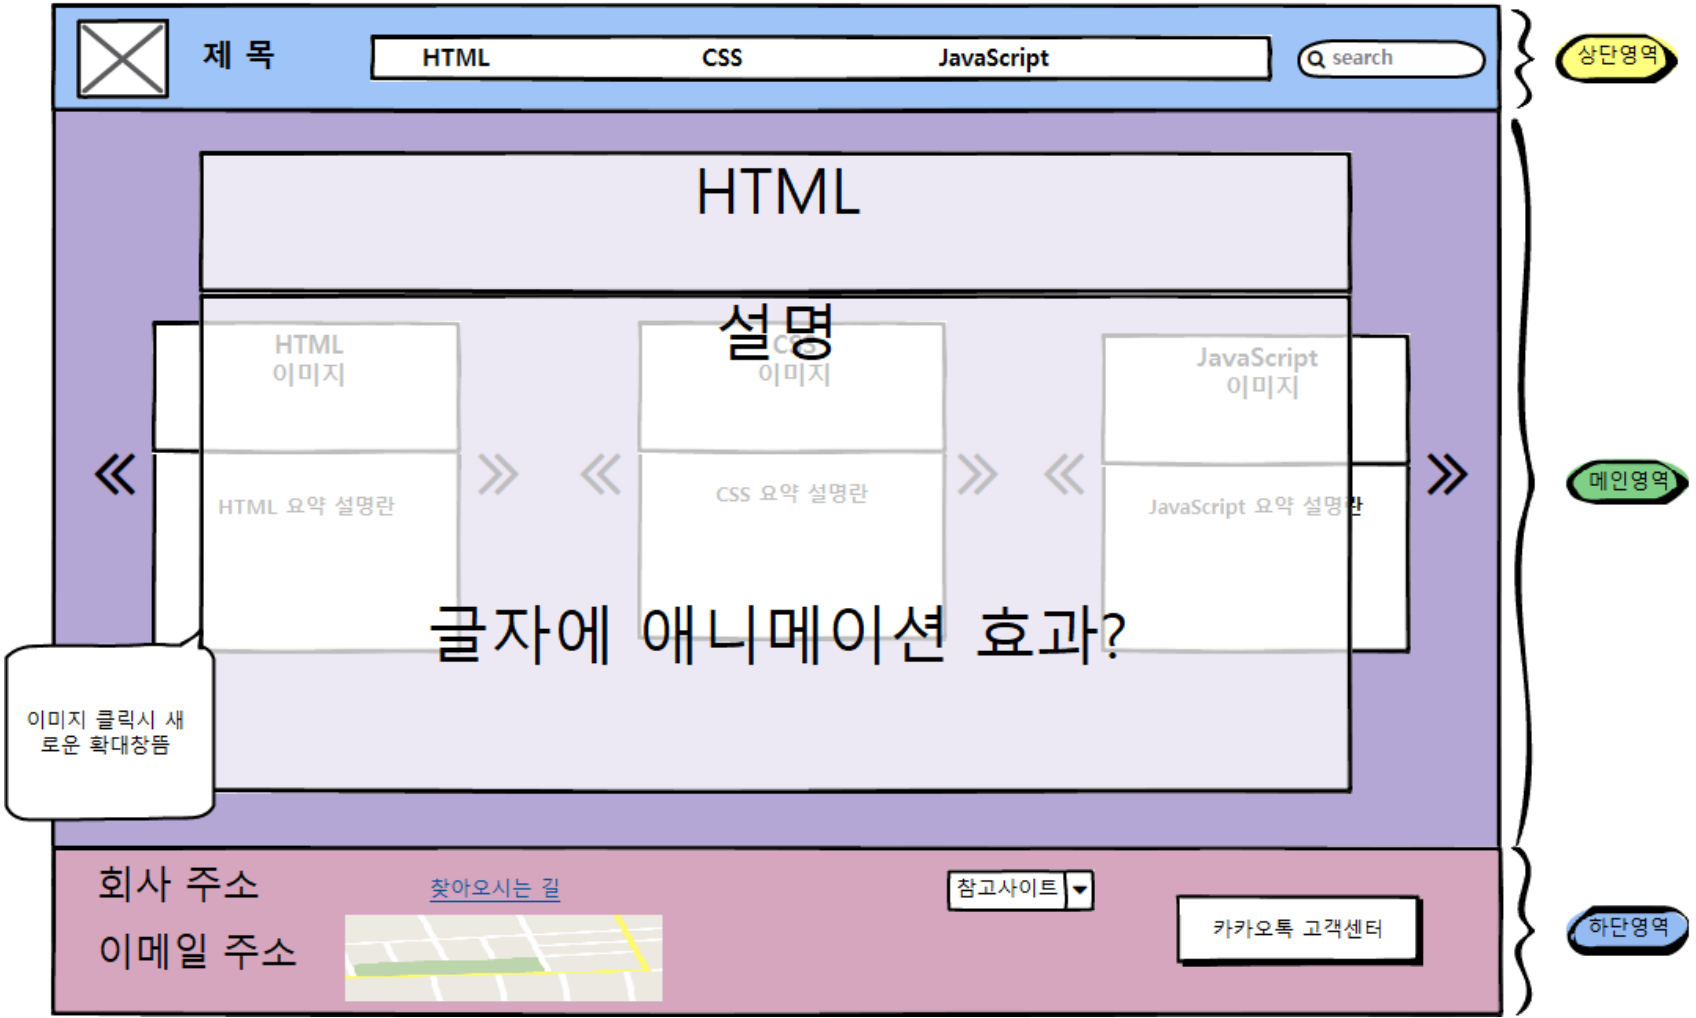 제 목
HTML
CSS
JavaScript
search
상단영역
HTML
설명
HTML
이미지
CSS
이미지
JavaScript
이미지
메인영역
HTML 요약 설명란
CSS 요약 설명란
JavaScript 요약 설명란
글자에 애니메이션 효과?
이미지 클릭시 새
로운 확대창뜸
회사 주소
찾아오시는 길
참고사이트
이메일 주소
카카오톡 고객센터
하단영역